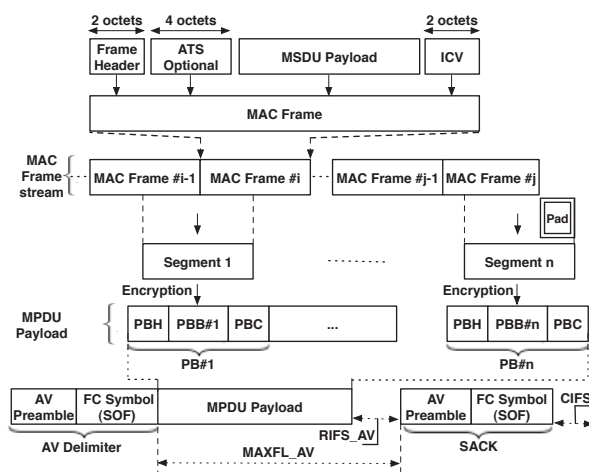 2 octets
4 octets
2 octets
Frame
Header
ATS
Optional
MSDU Payload
ICV
MAC Frame
MAC
Frame
stream
MAC Frame #i-1
MAC Frame #i
MAC Frame #j-1
MAC Frame #j
Pad
Segment 1
Segment n
Encryption
Encryption
MPDU
Payload
PBH
PBB#1
PBC
...
PBH
PBB#n
PBC
PB#1
PB#n
AV
Preamble
FC Symbol
(SOF)
MPDU Payload
AV
Preamble
FC Symbol
(SOF)
CIFS
RIFS_AV
AV Delimiter
MAXFL_AV
SACK